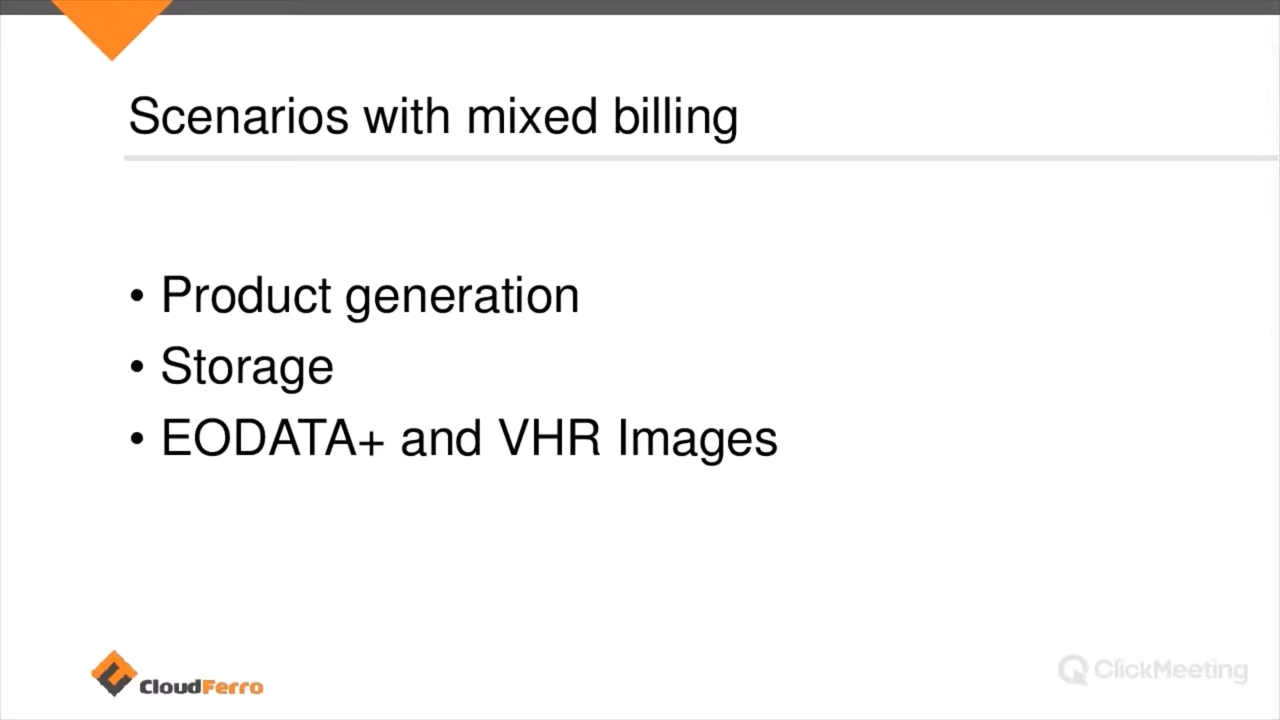 Scenarios with mixed billing
• Product generation
• Storage
• EODATA+ and VHR Images
CloudFerro
ClickMeeting